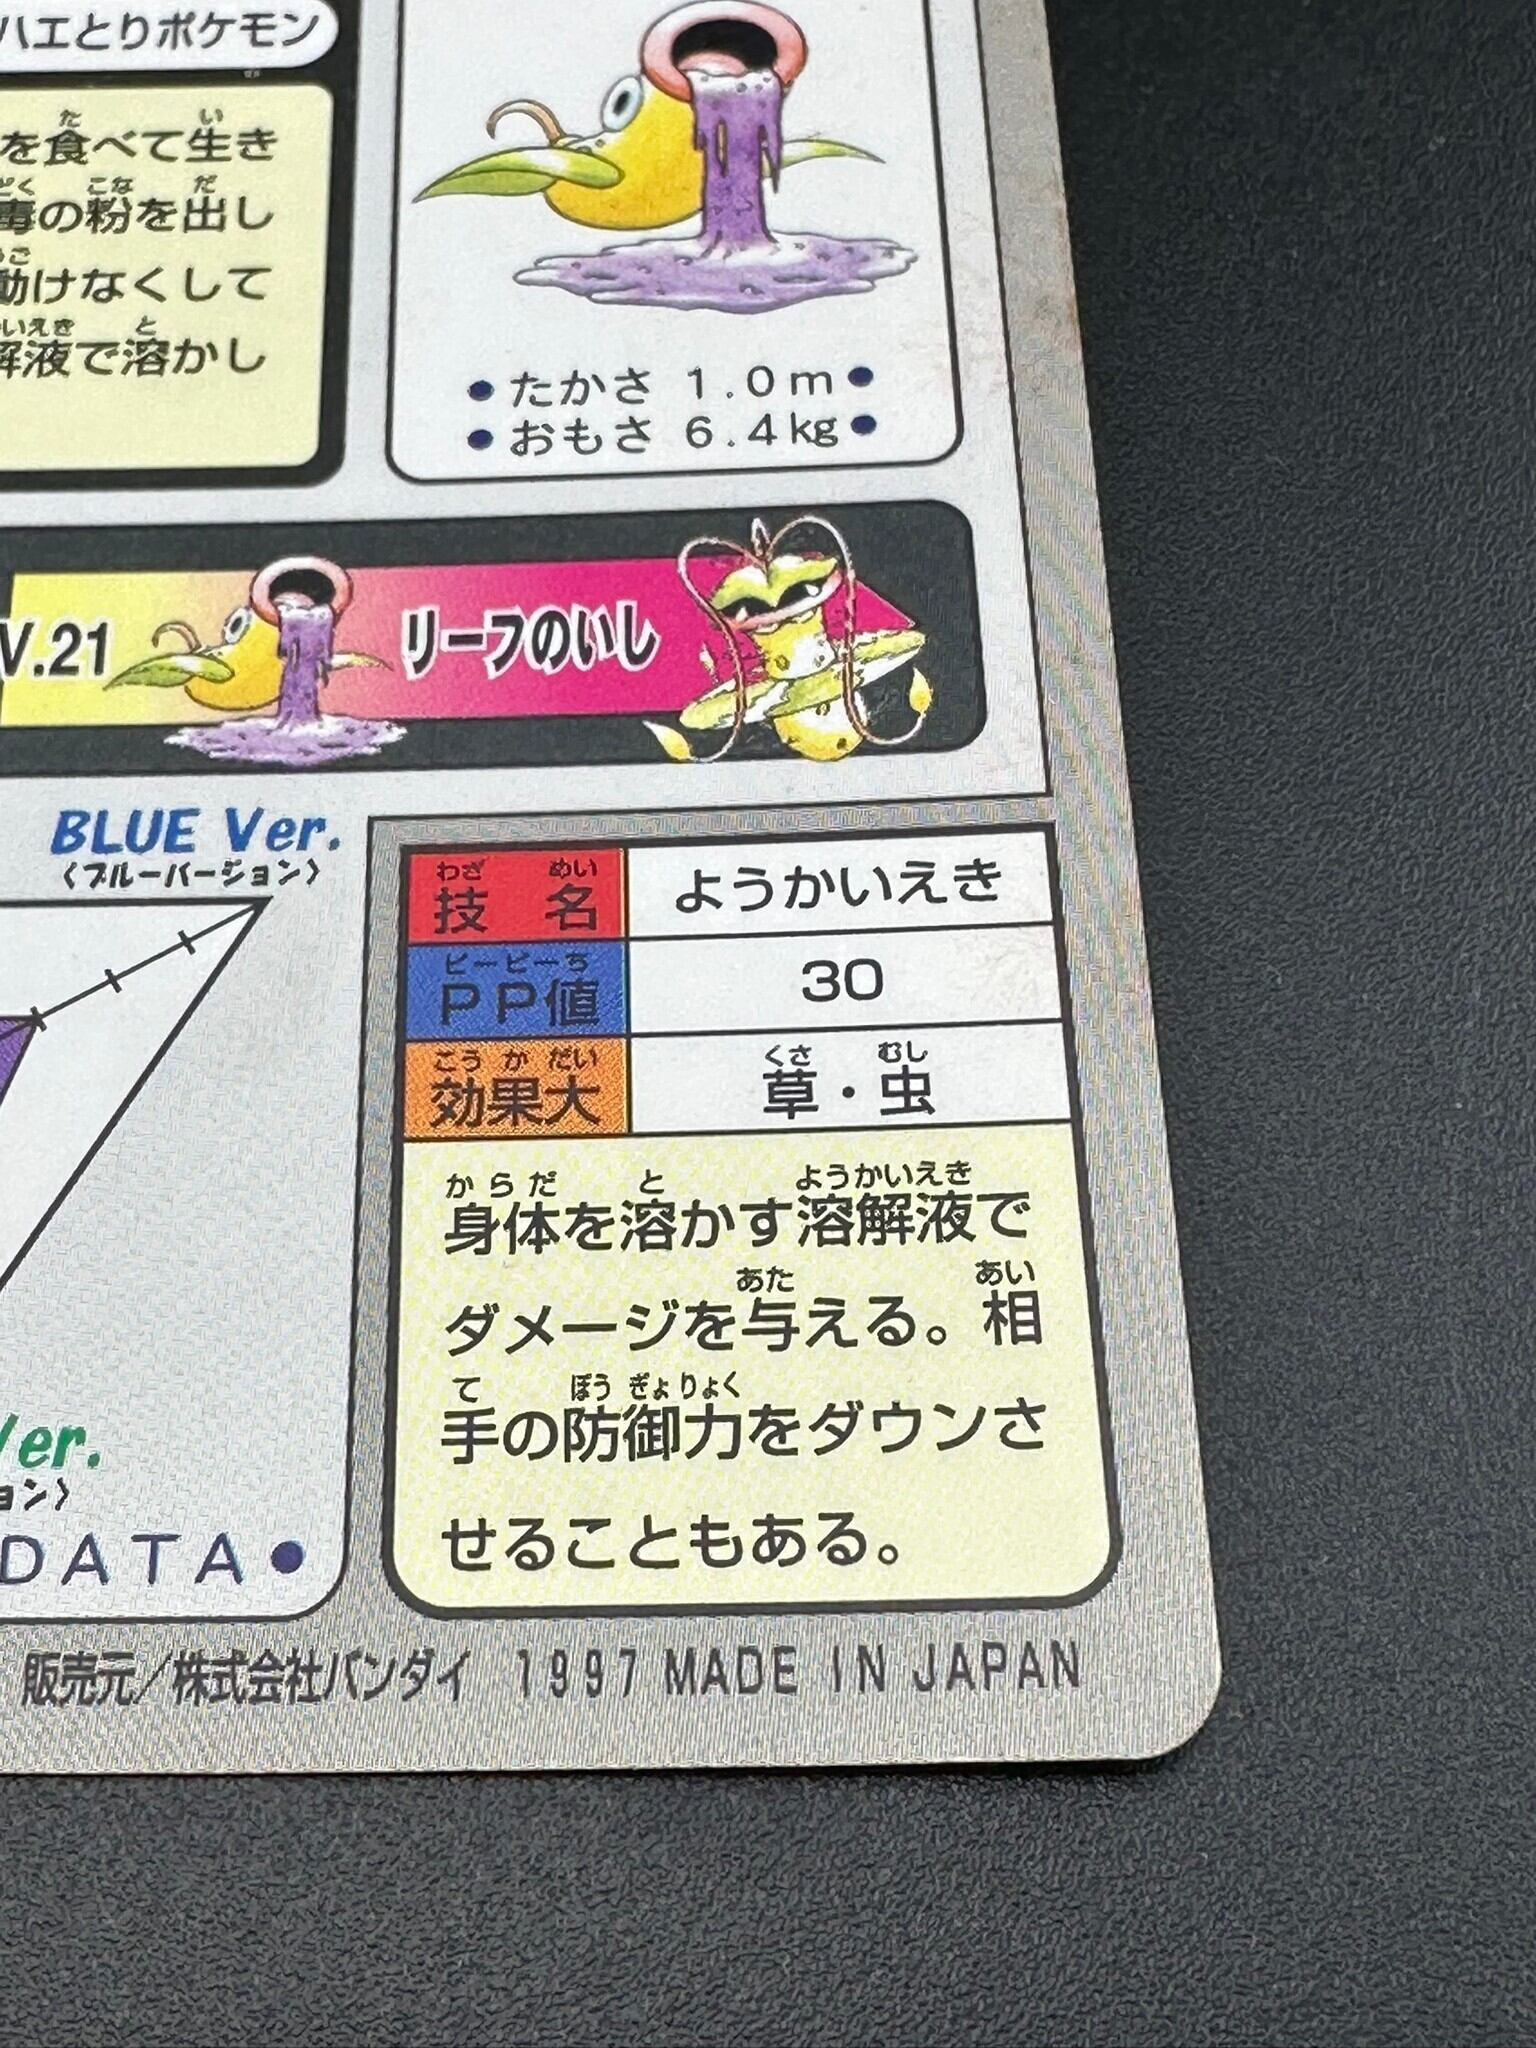 ハエとりポケモン
を食べて生き
毒の粉を出し
動けなくして
解液で溶かし
●たかさ 1.0m●
●おもさ 6.4kg●
V.21 リーフのいし
BLUE Ver.
〈ブルーバージョン〉
技名 ようかいえき
PP値 30
効果大 草・虫
身体を溶かす溶解液で
ダメージを与える。相
手の防御力をダウンさ
せることもある。
Ver.
ョン〉
DATA●
販売元/株式会社バンダイ 1997 MADE IN JAPAN